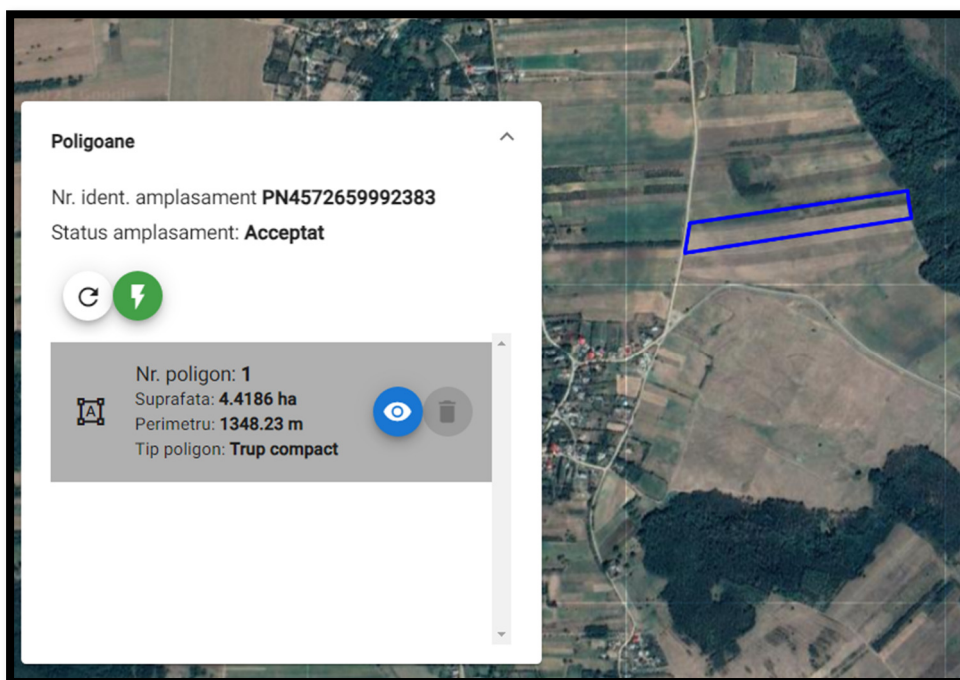 Poligoane
Nr. ident. amplasament PN4572659992383
Status amplasament: Acceptat
Nr. poligon: 1
Suprafata: 4.4186 ha
Perimetru: 1348.23 m
Tip poligon: Trup compact
A